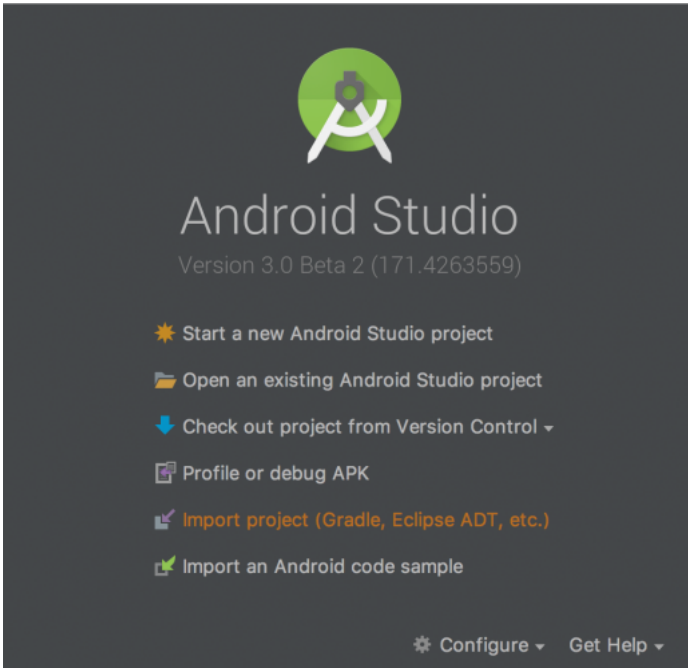 Android Studio
Version 3.0 Beta 2 (171.4263559)
Start a new Android Studio project
Open an existing Android Studio project
Check out project from Version Control
Profile or debug APK
Import project (Gradle, Eclipse ADT, etc.)
Import an Android code sample
Configure Get Help